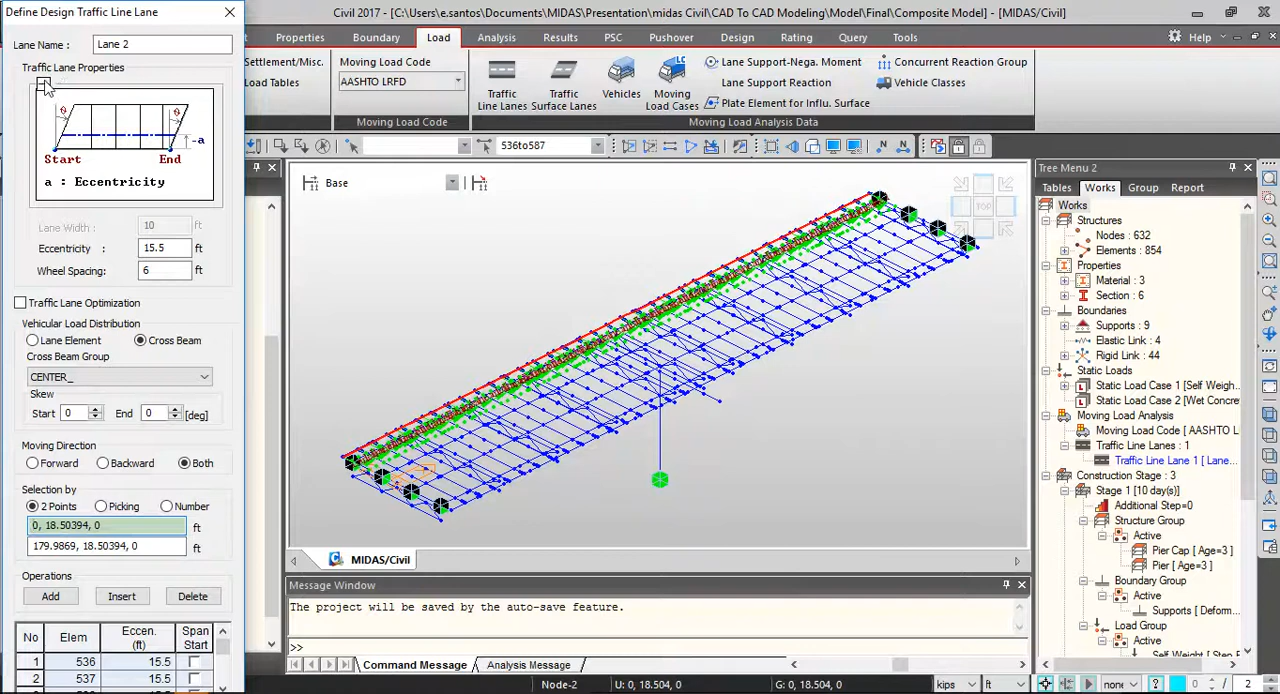 Define Design Traffic Line Lane
Civil 2017 - [C:\Users\e.santos\Documents\MIDAS\Presentation\midas Civil\CAD To CAD Modeling\Model\Final\Composite Model] - [MIDAS/Civil]
Lane Name : Lane 2
Properties Boundary Load Analysis Results PSC Pushover Design Rating Query Tools Help
Traffic Lane Properties
Settlement/Misc.
Load Tables
Moving Load Code
AASHTO LRFD
Moving Load Code
Traffic Line Lanes
Traffic Surface Lanes
Vehicles
Moving Load Cases
Lane Support-Nega. Moment
Lane Support Reaction
Plate Element for Influ. Surface
Concurrent Reaction Group
Vehicle Classes
Moving Load Analysis Data
536to587
-a
Start End
a : Eccentricity
Lane Width : 10 ft
Eccentricity : 15.5 ft
Wheel Spacing: 6 ft
Traffic Lane Optimization
Vehicular Load Distribution
Lane Element Cross Beam
Cross Beam Group
CENTER_
Skew
Start 0 End 0 [deg]
Moving Direction
Forward Backward Both
Selection by
2 Points Picking Number
0, 18.50394, 0 ft
179.9869, 18.50394, 0 ft
Operations
Add Insert Delete
No Elem Eccen. (ft) Span Start
1 536 15.5
2 537 15.5
Base
TOP
MIDAS/Civil
Message Window
The project will be saved by the auto-save feature.
>>
Command Message Analysis Message
Node-2 U: 0, 18.504, 0 G: 0, 18.504, 0 kips ft none 0 / 2
Tree Menu 2
Tables Works Group Report
Works
Structures
Nodes : 632
Elements : 854
Properties
Material : 3
Section : 6
Boundaries
Supports : 9
Elastic Link : 4
Rigid Link : 44
Static Loads
Static Load Case 1 [Self Weigh...
Static Load Case 2 [Wet Concre...
Moving Load Analysis
Moving Load Code [ AASHTO L...
Traffic Line Lanes : 1
Traffic Line Lane 1 [ Lane...
Construction Stage : 3
Stage 1 [10 day(s)]
Additional Step=0
Structure Group
Active
Pier Cap [ Age=3 ]
Pier [ Age=3 ]
Boundary Group
Active
Supports [ Deform...
Load Group
Active